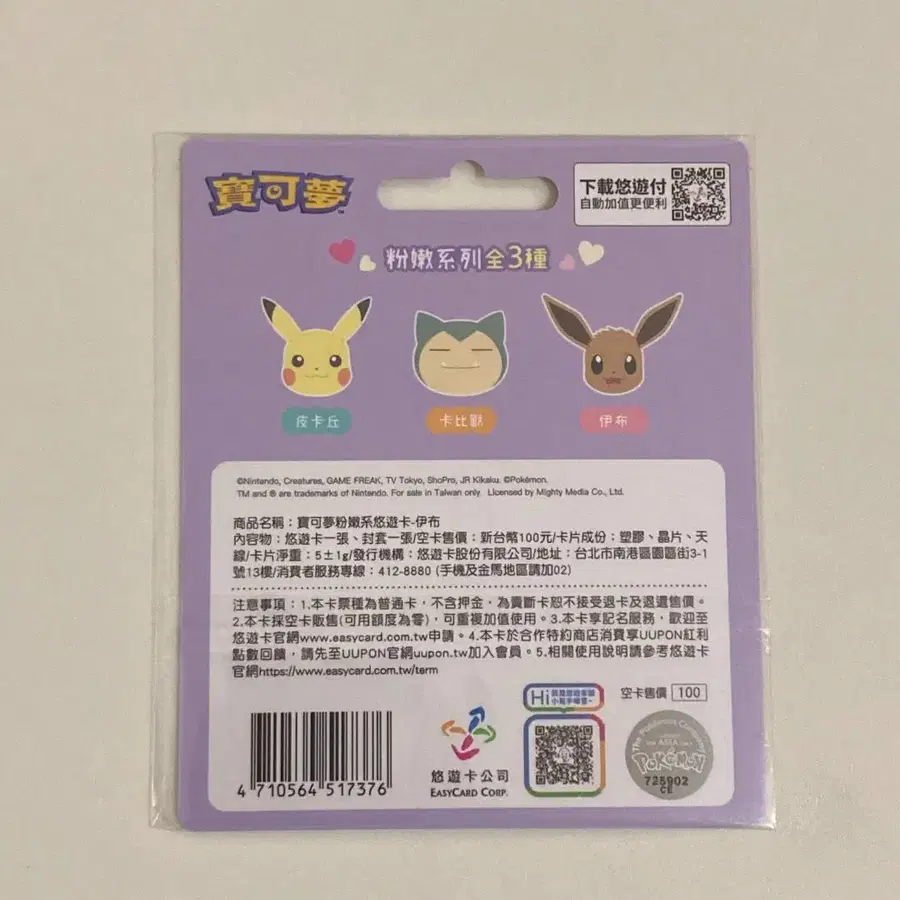 寶可夢
TM
下載悠遊付
自動加值更便利
粉嫩系列全3種
皮卡丘
卡比獸
伊布
©Nintendo, Creatures, GAME FREAK, TV Tokyo, ShoPro, JR Kikaku. ©Pokémon.
TM and ® are trademarks of Nintendo. For sale in Taiwan only. Licensed by Mighty Media Co., Ltd.
商品名稱：寶可夢粉嫩系悠遊卡-伊布
內容物：悠遊卡一張、封套一張/空卡售價：新台幣100元/卡片成份：塑膠、晶片、天
線/卡片淨重：5±1g/發行機構：悠遊卡股份有限公司/地址：台北市南港區園區街3-1
號13樓/消費者服務專線：412-8880 (手機及金馬地區請加02)
注意事項：1.本卡票種為普通卡，不含押金，為賣斷卡恕不接受退卡及退還售價。
2.本卡採空卡販售(可用額度為零)，可重複加值使用。3.本卡享記名服務，歡迎至
悠遊卡官網www.easycard.com.tw申請。4.本卡於合作特約商店消費享UUPON紅利
點數回饋，請先至UUPON官網uupon.tw加入會員。5.相關使用說明請參考悠遊卡
官網https://www.easycard.com.tw/term
Hi
空卡售價 100
4 710564 517376
悠遊卡公司
EASYCARD CORP.
The Pokémon Company
ASIA
POKéMON
725902
CE